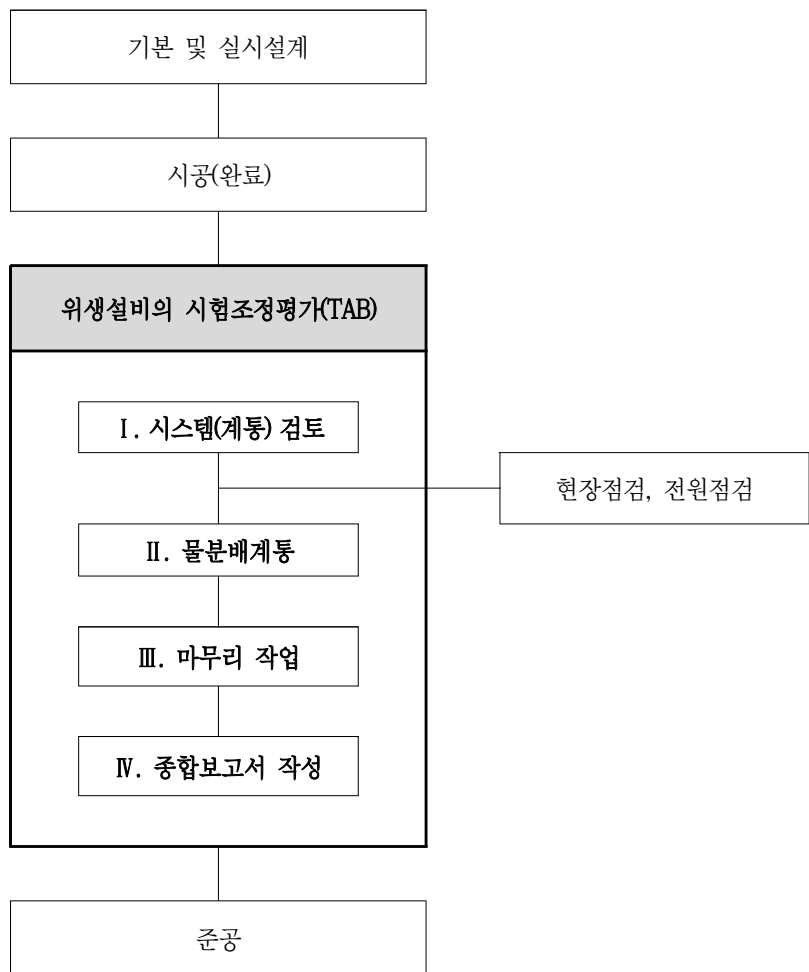 기본 및 실시설계
시공(완료)
위생설비의 시험조정평가(TAB)
Ⅰ. 시스템(계통) 검토
현장점검, 전원점검
Ⅱ. 물분배계통
Ⅲ. 마무리 작업
Ⅳ. 종합보고서 작성
준공